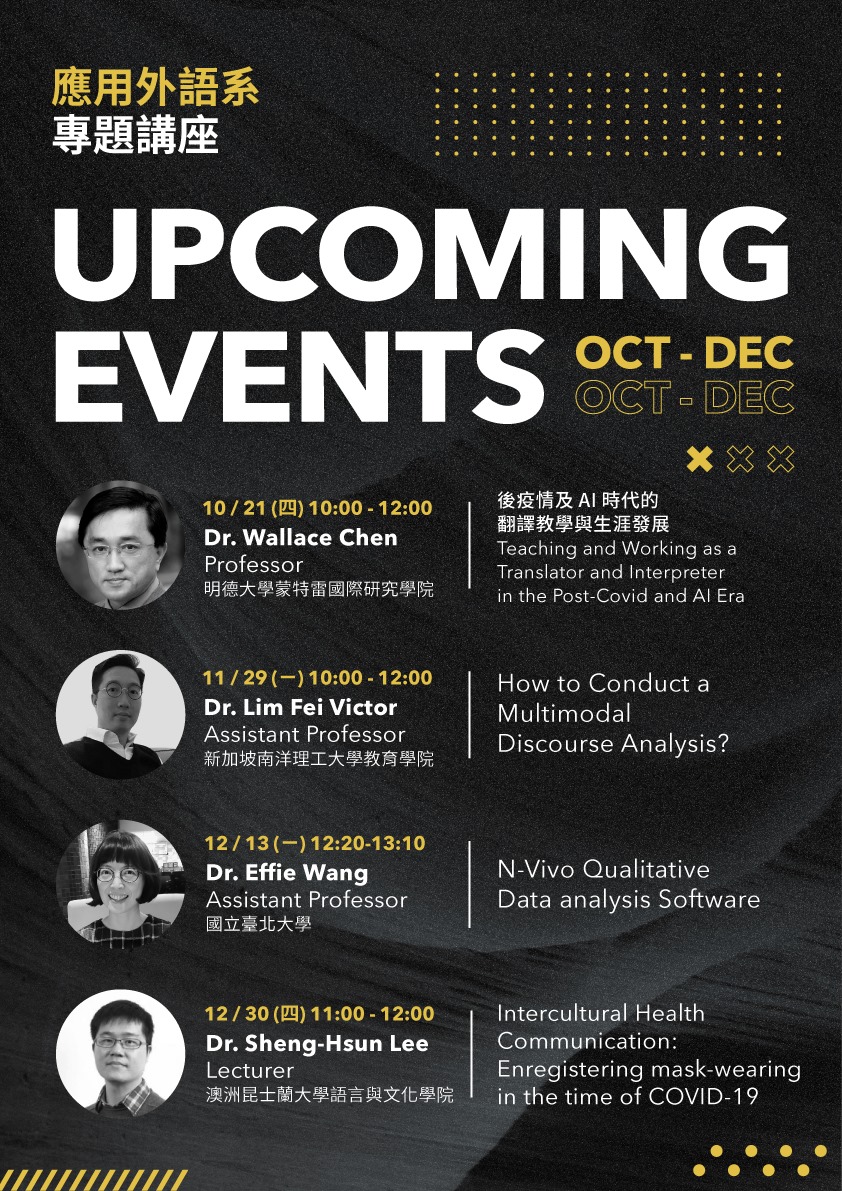 應用外語系
專題講座
UPCOMING
EVENTS
OCT - DEC
OCT - DEC
10 / 21 (四) 10:00 - 12:00
Dr. Wallace Chen
Professor
明德大學蒙特雷國際研究學院
後疫情及 AI 時代的
翻譯教學與生涯發展
Teaching and Working as a
Translator and Interpreter
in the Post-Covid and AI Era
11 / 29 (一) 10:00 - 12:00
Dr. Lim Fei Victor
Assistant Professor
新加坡南洋理工大學教育學院
How to Conduct a
Multimodal
Discourse Analysis?
12 / 13 (一) 12:20-13:10
Dr. Effie Wang
Assistant Professor
國立臺北大學
N-Vivo Qualitative
Data analysis Software
12 / 30 (四) 11:00 - 12:00
Dr. Sheng-Hsun Lee
Lecturer
澳洲昆士蘭大學語言與文化學院
Intercultural Health
Communication:
Enregistering mask-wearing
in the time of COVID-19